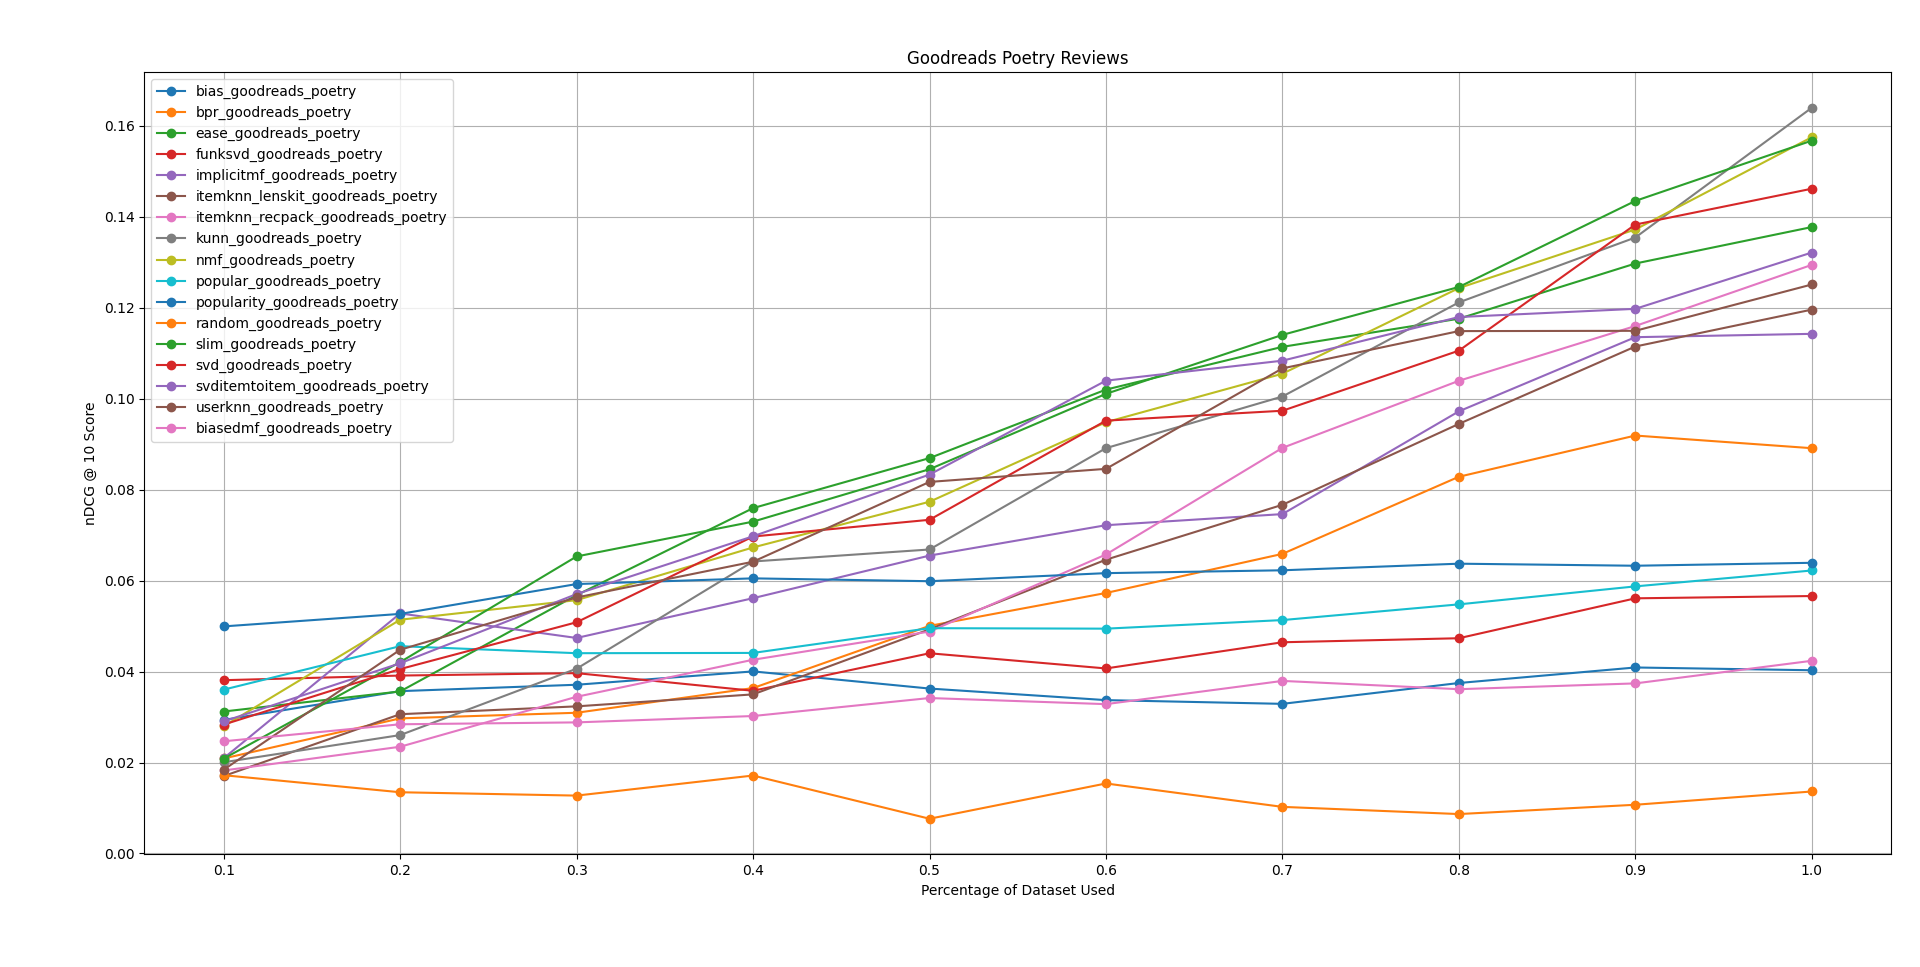 Goodreads Poetry Reviews
bias_goodreads_poetry
bpr_goodreads_poetry
ease_goodreads_poetry
funksvd_goodreads_poetry
implicitmf_goodreads_poetry
itemknn_lenskit_goodreads_poetry
itemknn_recpack_goodreads_poetry
kunn_goodreads_poetry
nmf_goodreads_poetry
popular_goodreads_poetry
popularity_goodreads_poetry
random_goodreads_poetry
slim_goodreads_poetry
svd_goodreads_poetry
svditemtoitem_goodreads_poetry
userknn_goodreads_poetry
biasedmf_goodreads_poetry
nDCG @ 10 Score
0.16
0.14
0.12
0.10
0.08
0.06
0.04
0.02
0.00
0.1 0.2 0.3 0.4 0.5 0.6 0.7 0.8 0.9 1.0
Percentage of Dataset Used